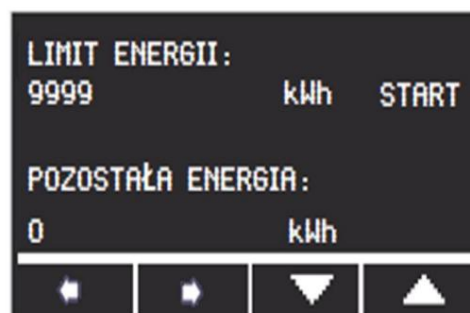 LIMIT ENERGII:
9999 kWh START
POZOSTAŁA ENERGIA:
0 kWh